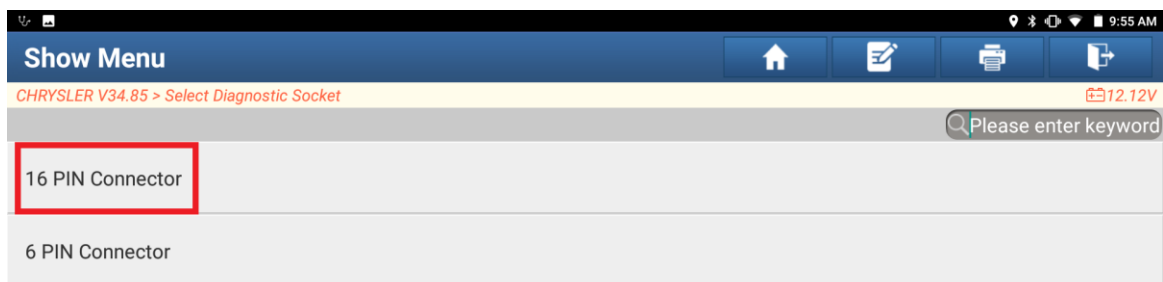 9:55 AM
Show Menu
CHRYSLER V34.85 > Select Diagnostic Socket
12.12V
Please enter keyword
16 PIN Connector
6 PIN Connector